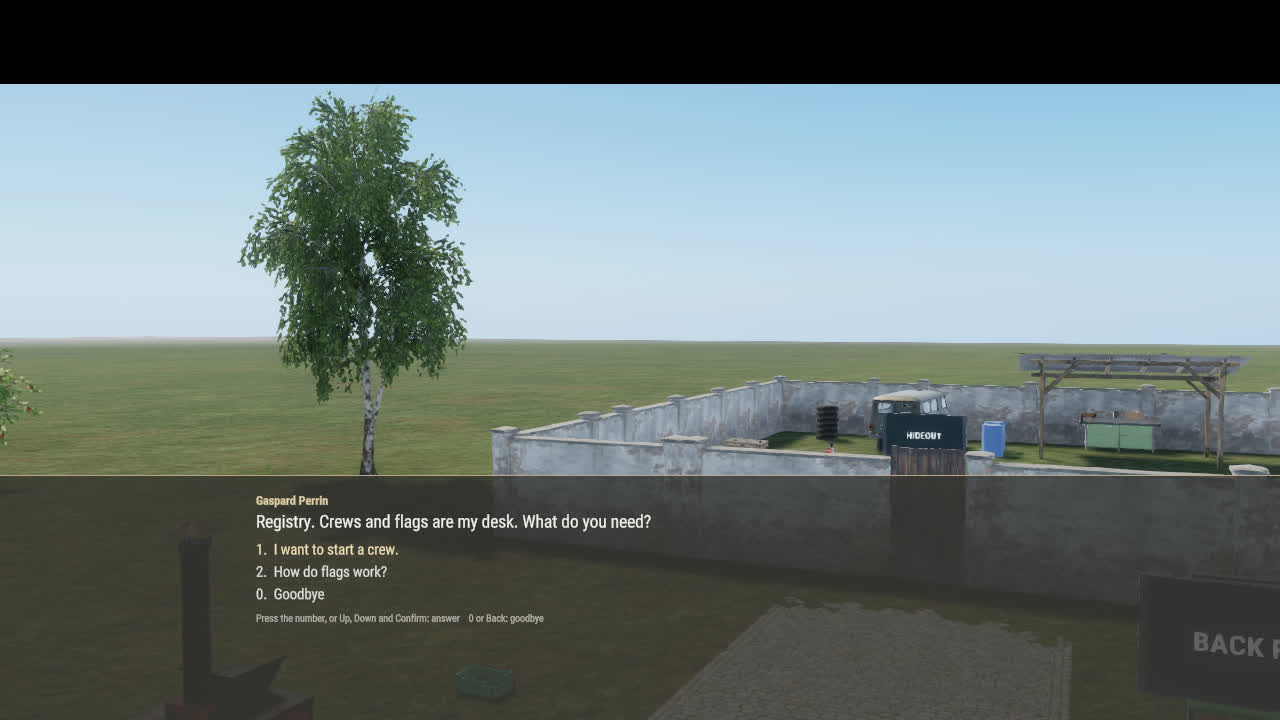 HIDEOUT
Gaspard Perrin
Registry. Crews and flags are my desk. What do you need?
1. I want to start a crew.
2. How do flags work?
0. Goodbye
Press the number, or Up, Down and Confirm: answer 0 or Back: goodbye
BACK